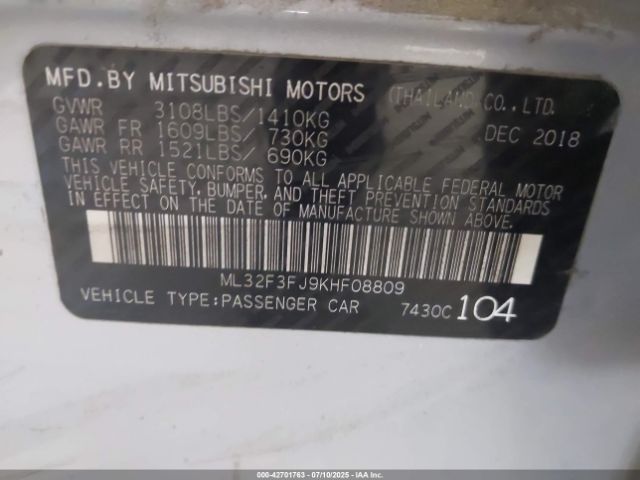 MFD. BY MITSUBISHI MOTORS (THAILAND CO., LTD.
GVWR 3108LBS/1410KG
GAWR FR 1609LBS/ 730KG DEC 2018
GAWR RR 1521LBS/ 690KG
THIS VEHICLE CONFORMS TO ALL APPLICABLE FEDERAL MOTOR
VEHICLE SAFETY, BUMPER, AND THEFT PREVENTION STANDARDS
IN EFFECT ON THE DATE OF MANUFACTURE SHOWN ABOVE.
ML32F3FJ9KHF08809
VEHICLE TYPE:PASSENGER CAR 7430C 104
000-42701763 - 07/10/2025 - IAAI.COM